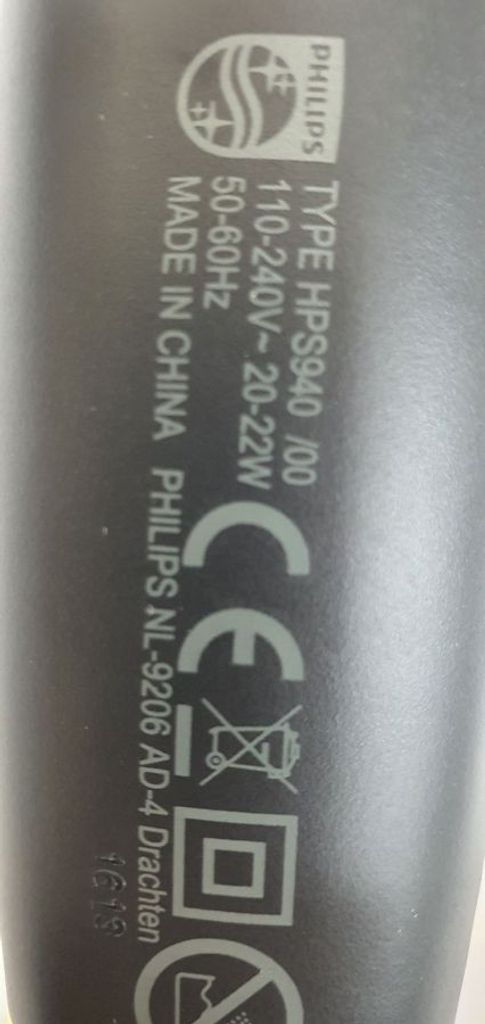 PHILIPS
TYPE HPS940 /00
110-240V~ 20-22W
50-60Hz
MADE IN CHINA PHILIPS NL-9206 AD-4 Drachten
CE